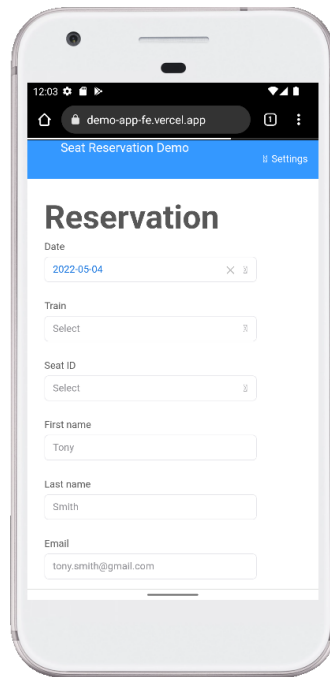 12:03
demo-app-fe.vercel.app
1
Seat Reservation Demo
Settings
Reservation
Date
2022-05-04
Train
Select
Seat ID
Select
First name
Tony
Last name
Smith
Email
tony.smith@gmail.com